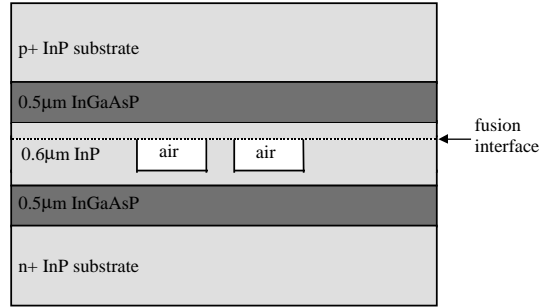 p+ InP substrate
0.5µm InGaAsP
fusion
interface
0.6µm InP
air
air
0.5µm InGaAsP
n+ InP substrate